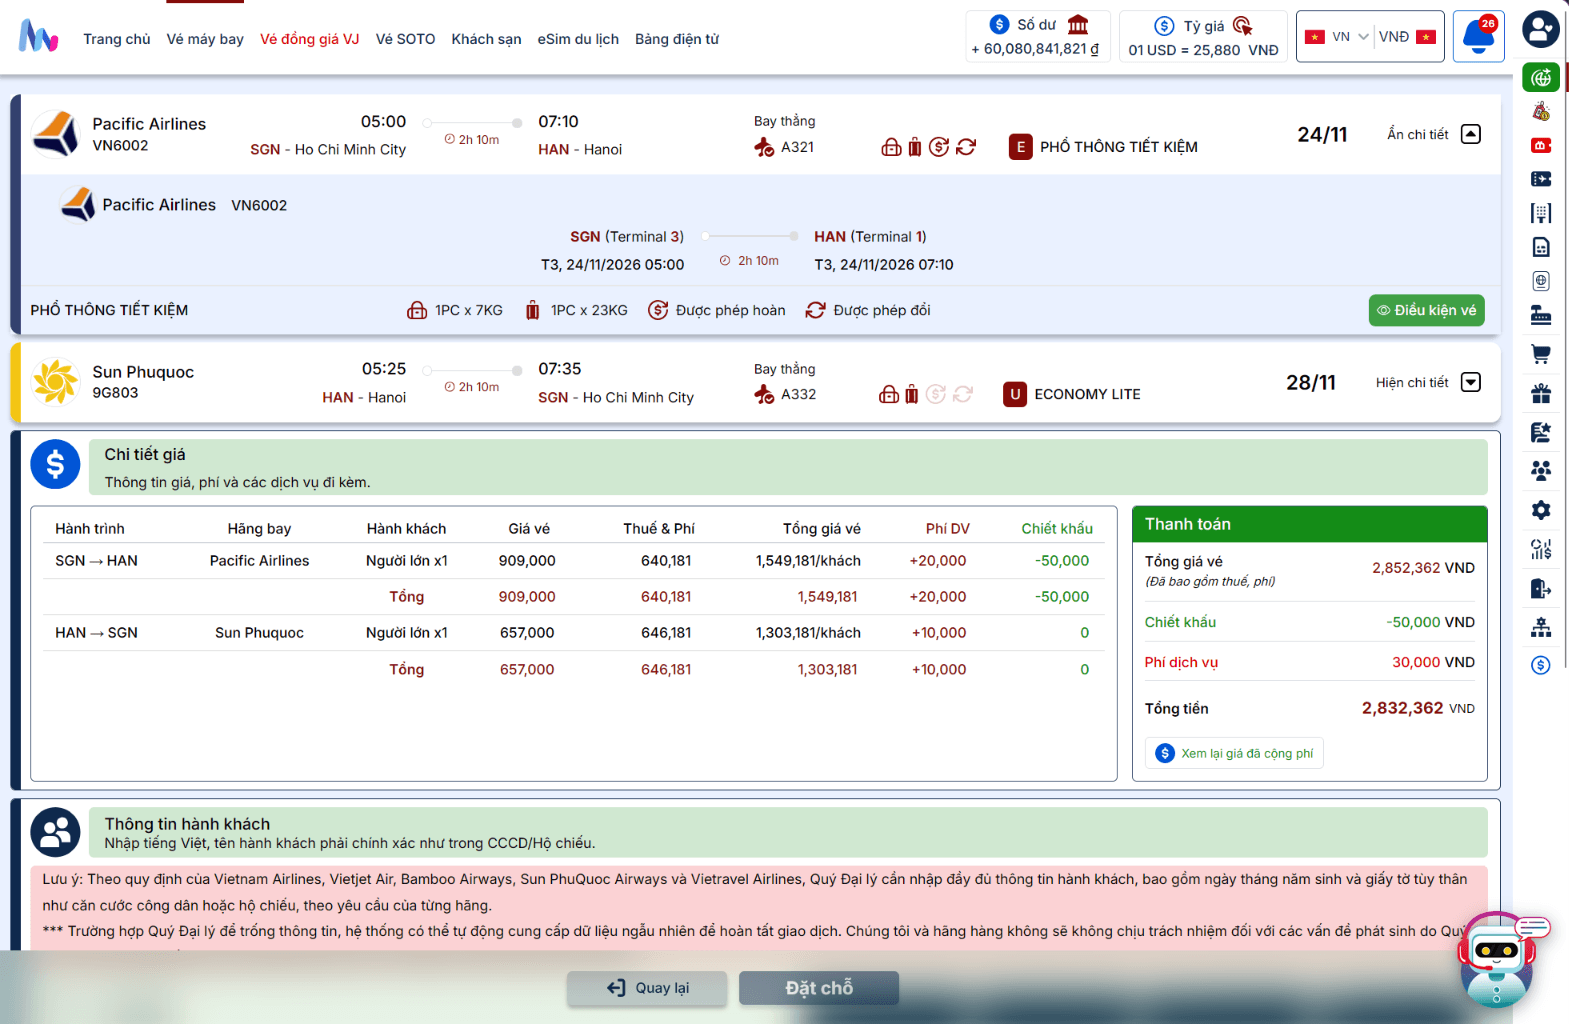 Trang chủ Vé máy bay Vé đồng giá VJ Vé SOTO Khách sạn eSim du lịch Bảng điện tử
Số dư
+ 60,080,841,821 ₫
Tỷ giá
01 USD = 25,880 VNĐ
VN VNĐ
26
Pacific Airlines
VN6002
05:00
SGN - Ho Chi Minh City
2h 10m
07:10
HAN - Hanoi
Bay thẳng
A321
E PHỔ THÔNG TIẾT KIỆM
24/11
Ẩn chi tiết
Pacific Airlines VN6002
SGN (Terminal 3)
T3, 24/11/2026 05:00
2h 10m
HAN (Terminal 1)
T3, 24/11/2026 07:10
PHỔ THÔNG TIẾT KIỆM 1PC x 7KG 1PC x 23KG Được phép hoàn Được phép đổi Điều kiện vé
Sun Phuquoc
9G803
05:25
HAN - Hanoi
2h 10m
07:35
SGN - Ho Chi Minh City
Bay thẳng
A332
U ECONOMY LITE
28/11
Hiện chi tiết
Chi tiết giá
Thông tin giá, phí và các dịch vụ đi kèm.
Hành trình Hãng bay Hành khách Giá vé Thuế & Phí Tổng giá vé Phí DV Chiết khấu
SGN → HAN Pacific Airlines Người lớn x1 909,000 640,181 1,549,181/khách +20,000 -50,000
Tổng 909,000 640,181 1,549,181 +20,000 -50,000
HAN → SGN Sun Phuquoc Người lớn x1 657,000 646,181 1,303,181/khách +10,000 0
Tổng 657,000 646,181 1,303,181 +10,000 0
Thanh toán
Tổng giá vé
(Đã bao gồm thuế, phí)
2,852,362 VND
Chiết khấu -50,000 VND
Phí dịch vụ 30,000 VND
Tổng tiền 2,832,362 VND
Xem lại giá đã cộng phí
Thông tin hành khách
Nhập tiếng Việt, tên hành khách phải chính xác như trong CCCD/Hộ chiếu.
Lưu ý: Theo quy định của Vietnam Airlines, Vietjet Air, Bamboo Airways, Sun PhuQuoc Airways và Vietravel Airlines, Quý Đại lý cần nhập đầy đủ thông tin hành khách, bao gồm ngày tháng năm sinh và giấy tờ tùy thân
như căn cước công dân hoặc hộ chiếu, theo yêu cầu của từng hãng.
*** Trường hợp Quý Đại lý để trống thông tin, hệ thống có thể tự động cung cấp dữ liệu ngẫu nhiên để hoàn tất giao dịch. Chúng tôi và hãng hàng không sẽ không chịu trách nhiệm đối với các vấn đề phát sinh do Quý
Quay lại
Đặt chỗ